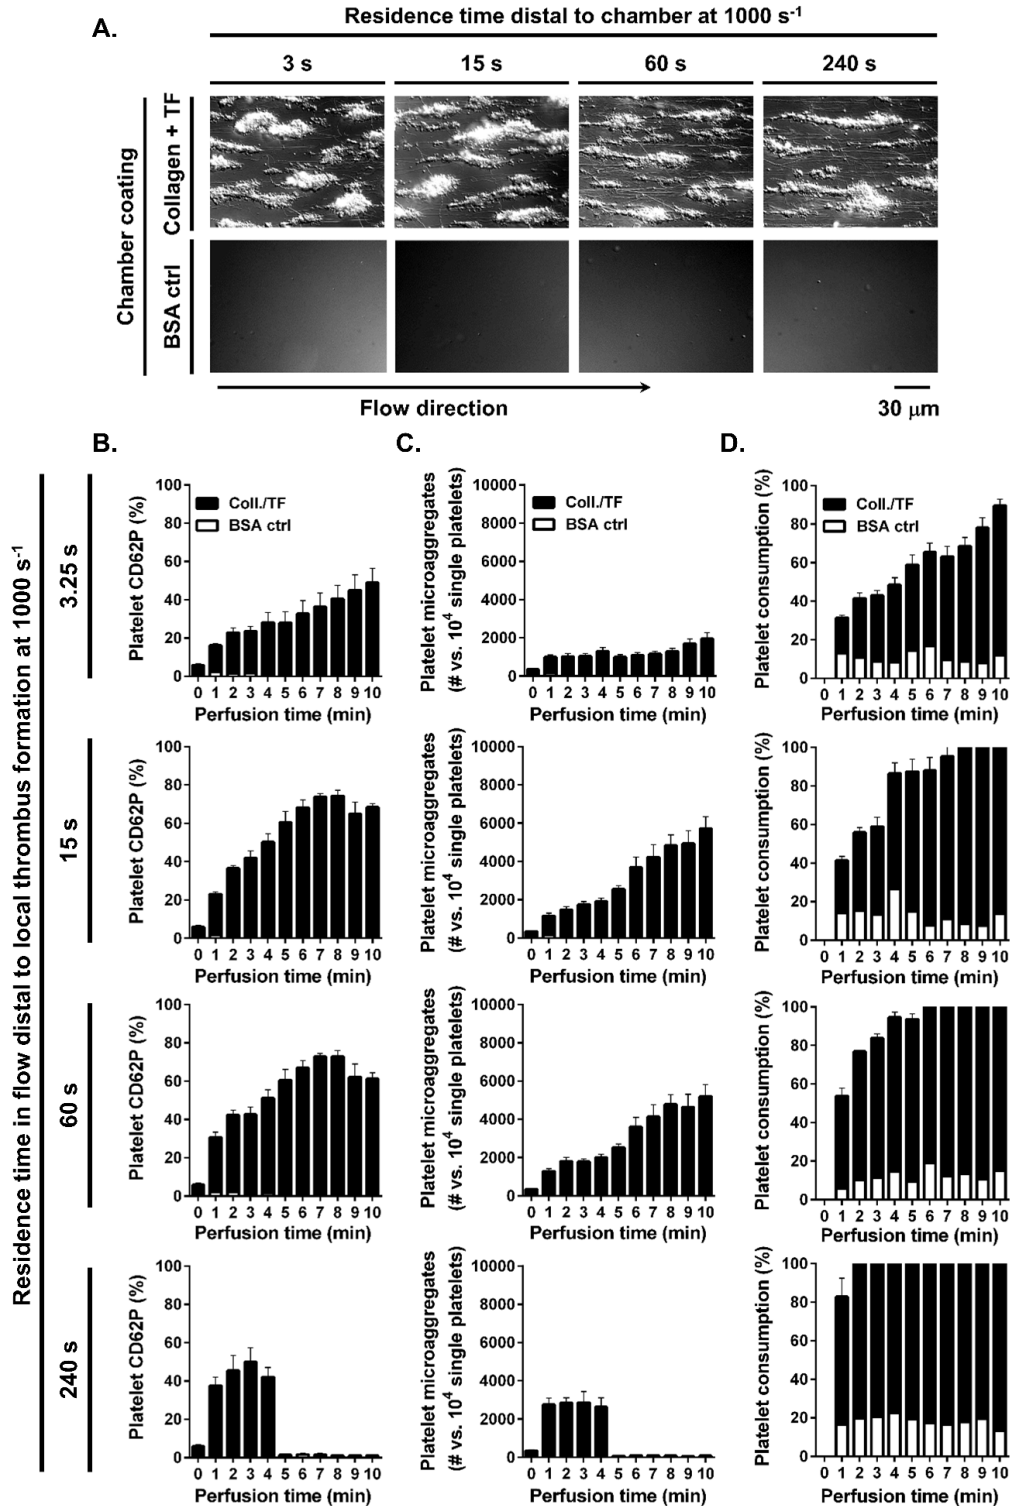 A.
Residence time distal to chamber at 1000 s-1
3 s
15 s
60 s
240 s
Chamber coating
Collagen + TF
BSA ctrl
Flow direction
30 μm
B.
C.
D.
Residence time in flow distal to local thrombus formation at 1000 s-1
3.25 s
Platelet CD62P (%)
100
80
60
40
20
0
Coll./TF
BSA ctrl
0 1 2 3 4 5 6 7 8 9 10
Perfusion time (min)
Platelet microaggregates
(# vs. 104 single platelets)
10000
8000
6000
4000
2000
0
Coll./TF
BSA ctrl
0 1 2 3 4 5 6 7 8 9 10
Perfusion time (min)
Platelet consumption (%)
100
80
60
40
20
0
Coll./TF
BSA ctrl
0 1 2 3 4 5 6 7 8 9 10
Perfusion time (min)
15 s
Platelet CD62P (%)
100
80
60
40
20
0
0 1 2 3 4 5 6 7 8 9 10
Perfusion time (min)
Platelet microaggregates
(# vs. 104 single platelets)
10000
8000
6000
4000
2000
0
0 1 2 3 4 5 6 7 8 9 10
Perfusion time (min)
Platelet consumption (%)
100
80
60
40
20
0
0 1 2 3 4 5 6 7 8 9 10
Perfusion time (min)
60 s
Platelet CD62P (%)
100
80
60
40
20
0
0 1 2 3 4 5 6 7 8 9 10
Perfusion time (min)
Platelet microaggregates
(# vs. 104 single platelets)
10000
8000
6000
4000
2000
0
0 1 2 3 4 5 6 7 8 9 10
Perfusion time (min)
Platelet consumption (%)
100
80
60
40
20
0
0 1 2 3 4 5 6 7 8 9 10
Perfusion time (min)
240 s
Platelet CD62P (%)
100
80
60
40
20
0
0 1 2 3 4 5 6 7 8 9 10
Perfusion time (min)
Platelet microaggregates
(# vs. 104 single platelets)
10000
8000
6000
4000
2000
0
0 1 2 3 4 5 6 7 8 9 10
Perfusion time (min)
Platelet consumption (%)
100
80
60
40
20
0
0 1 2 3 4 5 6 7 8 9 10
Perfusion time (min)